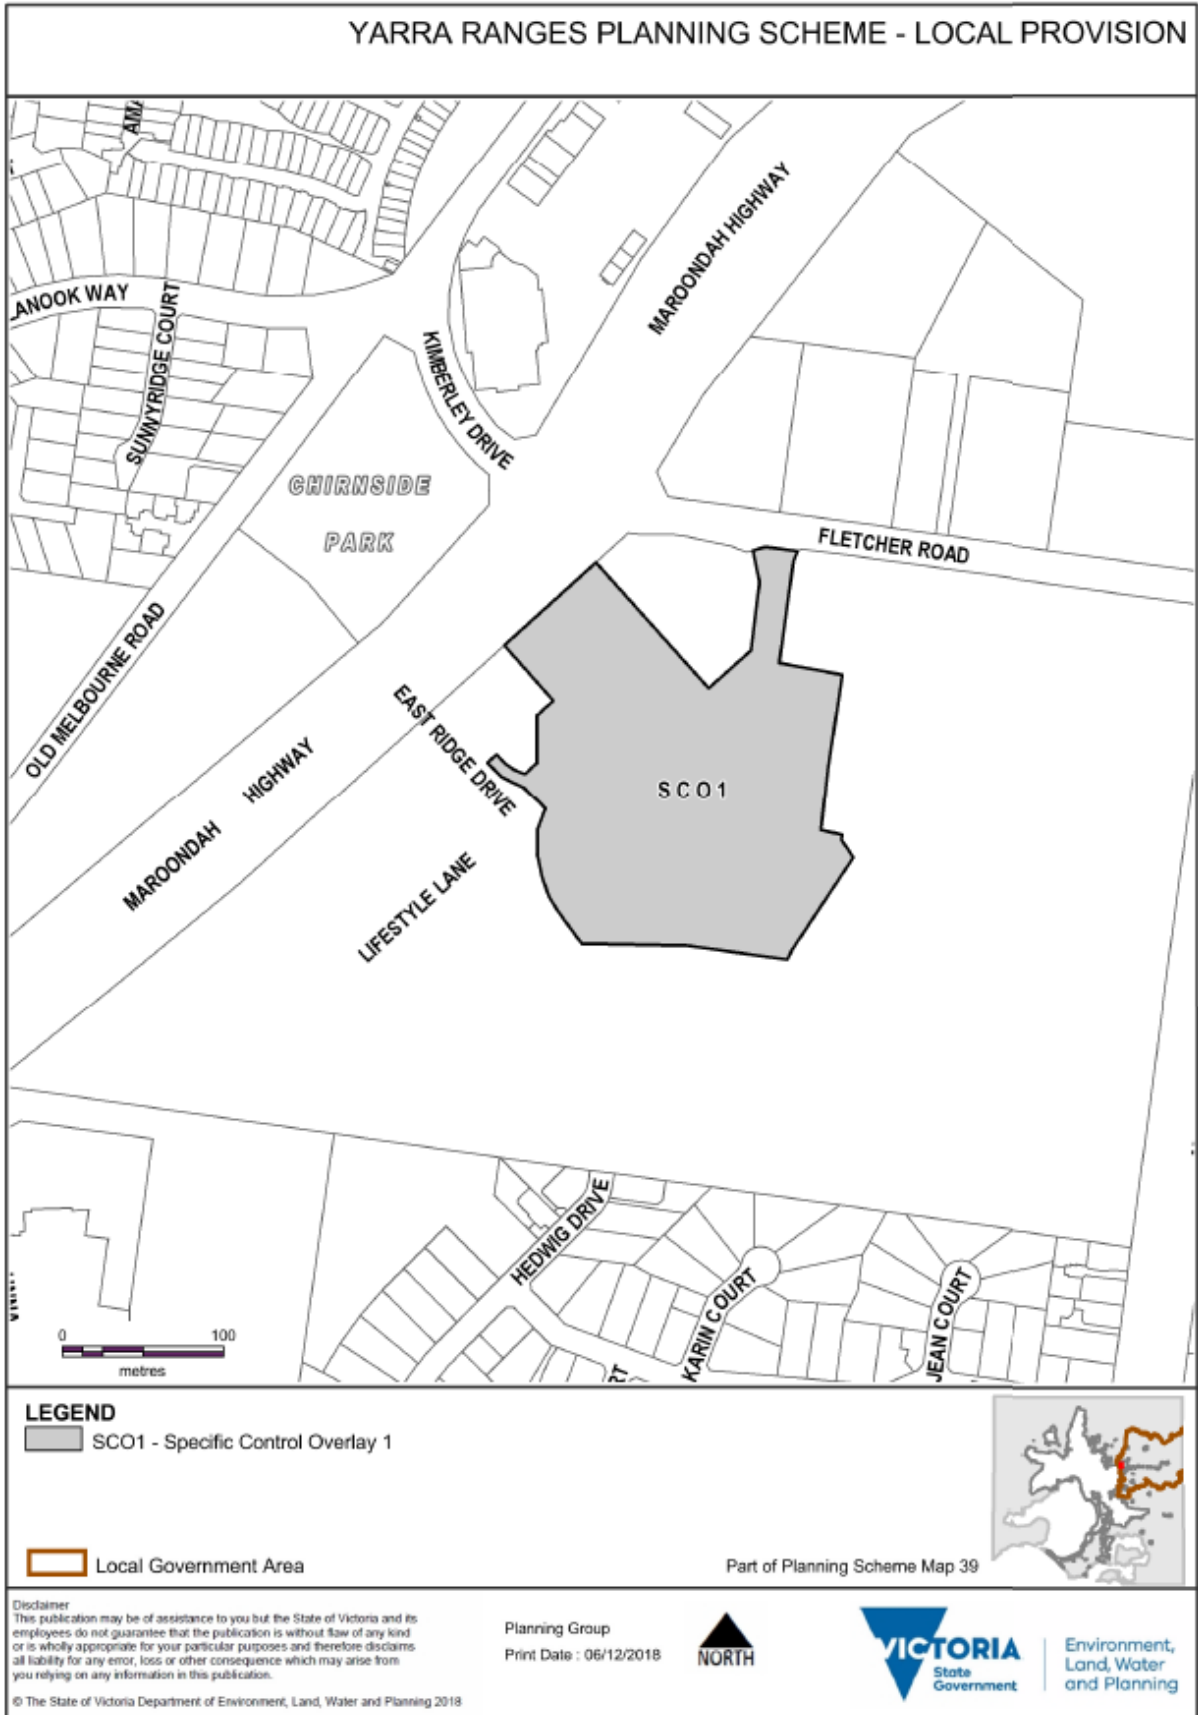 YARRA RANGES PLANNING SCHEME - LOCAL PROVISION
AMA
MAROONDAH HIGHWAY
ANOOK WAY
SUNNYRIDGE COURT
KIMBERLEY DRIVE
CHIRNSIDE
PARK
FLETCHER ROAD
OLD MELBOURNE ROAD
EAST RIDGE DRIVE
HIGHWAY
MAROONDAH
SCO1
LIFESTYLE LANE
HEDWIG DRIVE
KARIN COURT
JEAN COURT
RT
0 100
metres
LEGEND
SCO1 - Specific Control Overlay 1
Local Government Area
Part of Planning Scheme Map 39
Disclaimer
This publication may be of assistance to you but the State of Victoria and its
employees do not guarantee that the publication is without flaw of any kind
or is wholly appropriate for your particular purposes and therefore disclaims
all liability for any error, loss or other consequence which may arise from
you relying on any information in this publication.
© The State of Victoria Department of Environment, Land, Water and Planning 2018
Planning Group
Print Date : 06/12/2018
NORTH
VICTORIA
State
Government
Environment,
Land, Water
and Planning